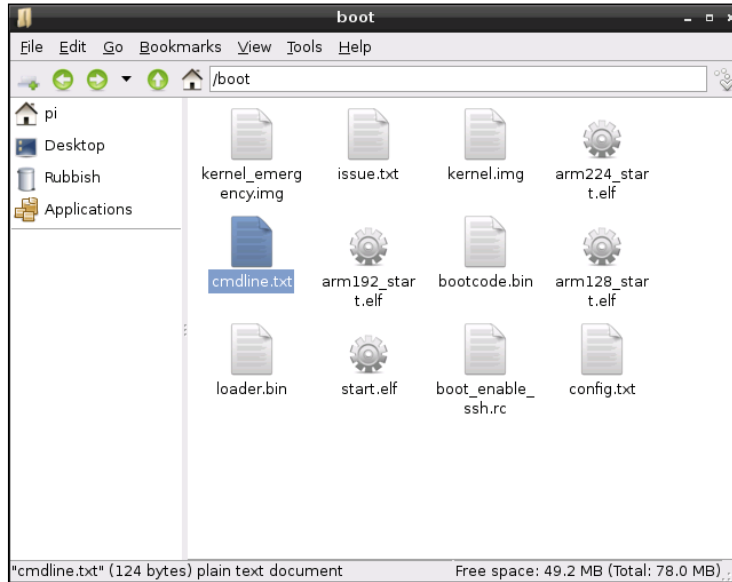 boot
File Edit Go Bookmarks View Tools Help
/boot
pi
Desktop
Rubbish
Applications
kernel_emerg
ency.img
issue.txt
kernel.img
arm224_star
t.elf
cmdline.txt
arm192_star
t.elf
bootcode.bin
arm128_star
t.elf
loader.bin
start.elf
boot_enable_
ssh.rc
config.txt
"cmdline.txt" (124 bytes) plain text document
Free space: 49.2 MB (Total: 78.0 MB)